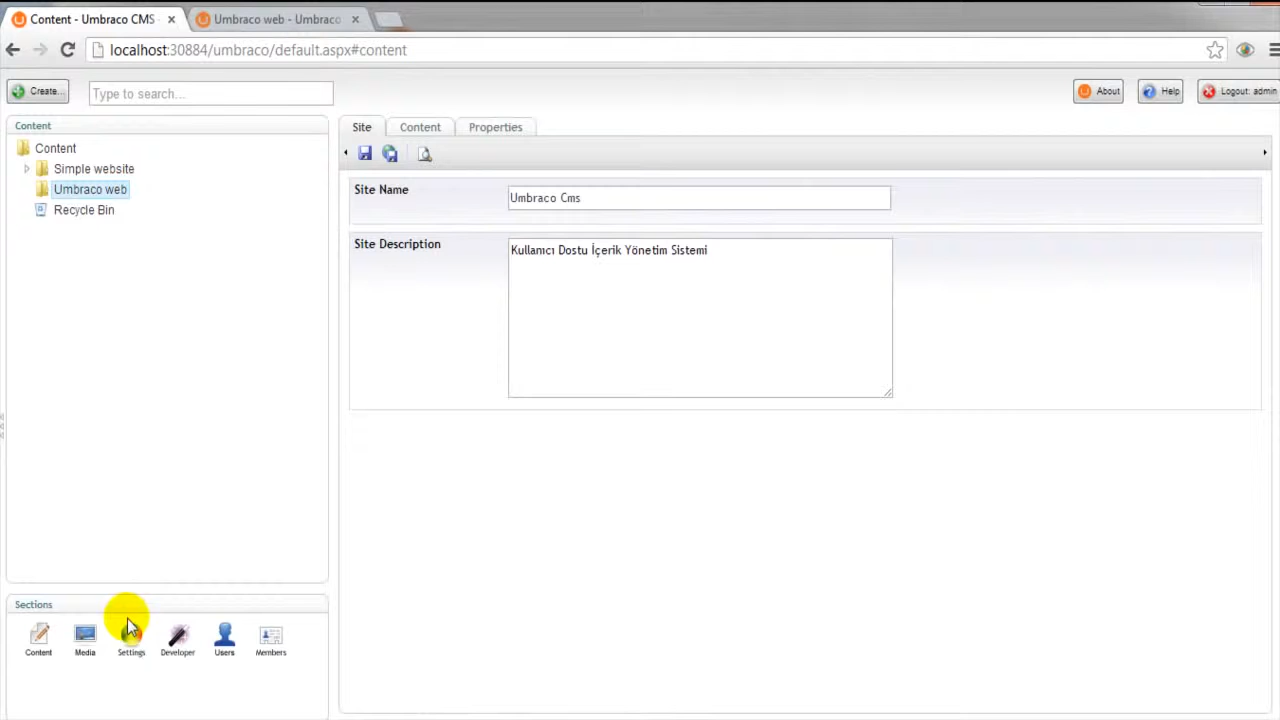 Content - Umbraco CMS
Umbraco web - Umbraco
localhost:30884/umbraco/default.aspx#content
Create...
Type to search...
About
Help
Logout: admin
Content
Content
Simple website
Umbraco web
Recycle Bin
Site
Content
Properties
Site Name
Umbraco Cms
Site Description
Kullanıcı Dostu İçerik Yönetim Sistemi
Sections
Content
Media
Settings
Developer
Users
Members